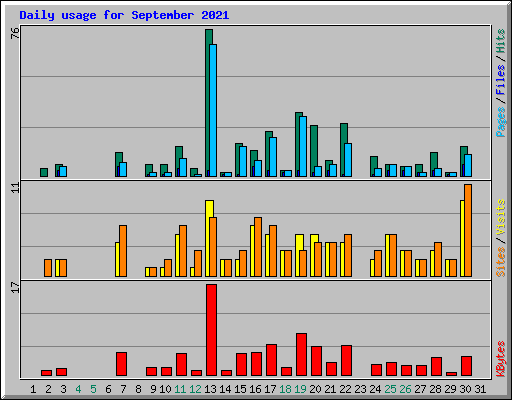 Daily usage for September 2021
76
Pages / Files / Hits
11
Sites / Visits
17
KBytes
1 2 3 4 5 6 7 8 9 10 11 12 13 14 15 16 17 18 19 20 21 22 23 24 25 26 27 28 29 30 31